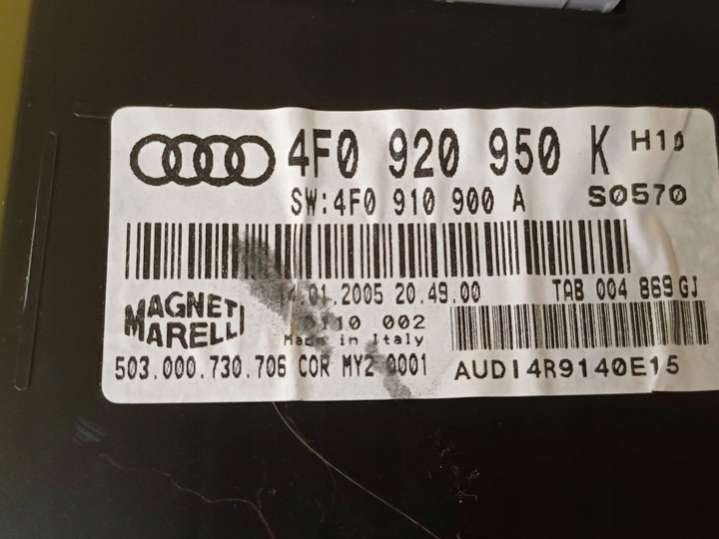 4F0 920 950 K H10
SW:4F0 910 900 A S0570
14.01.2005 20.49.00 TAB 004 869 GJ
MAGNETI
MARELLI
0110 002
Made in Italy
503.000.730.706 COR MY2 0001
AUDI4R9140E15